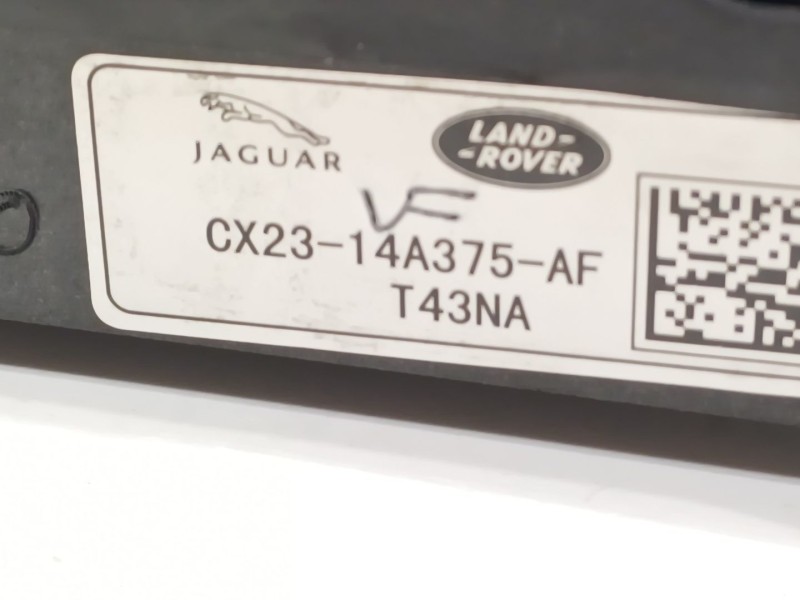 JAGUAR
LAND-
-ROVER
VF
CX23-14A375-AF
T43NA